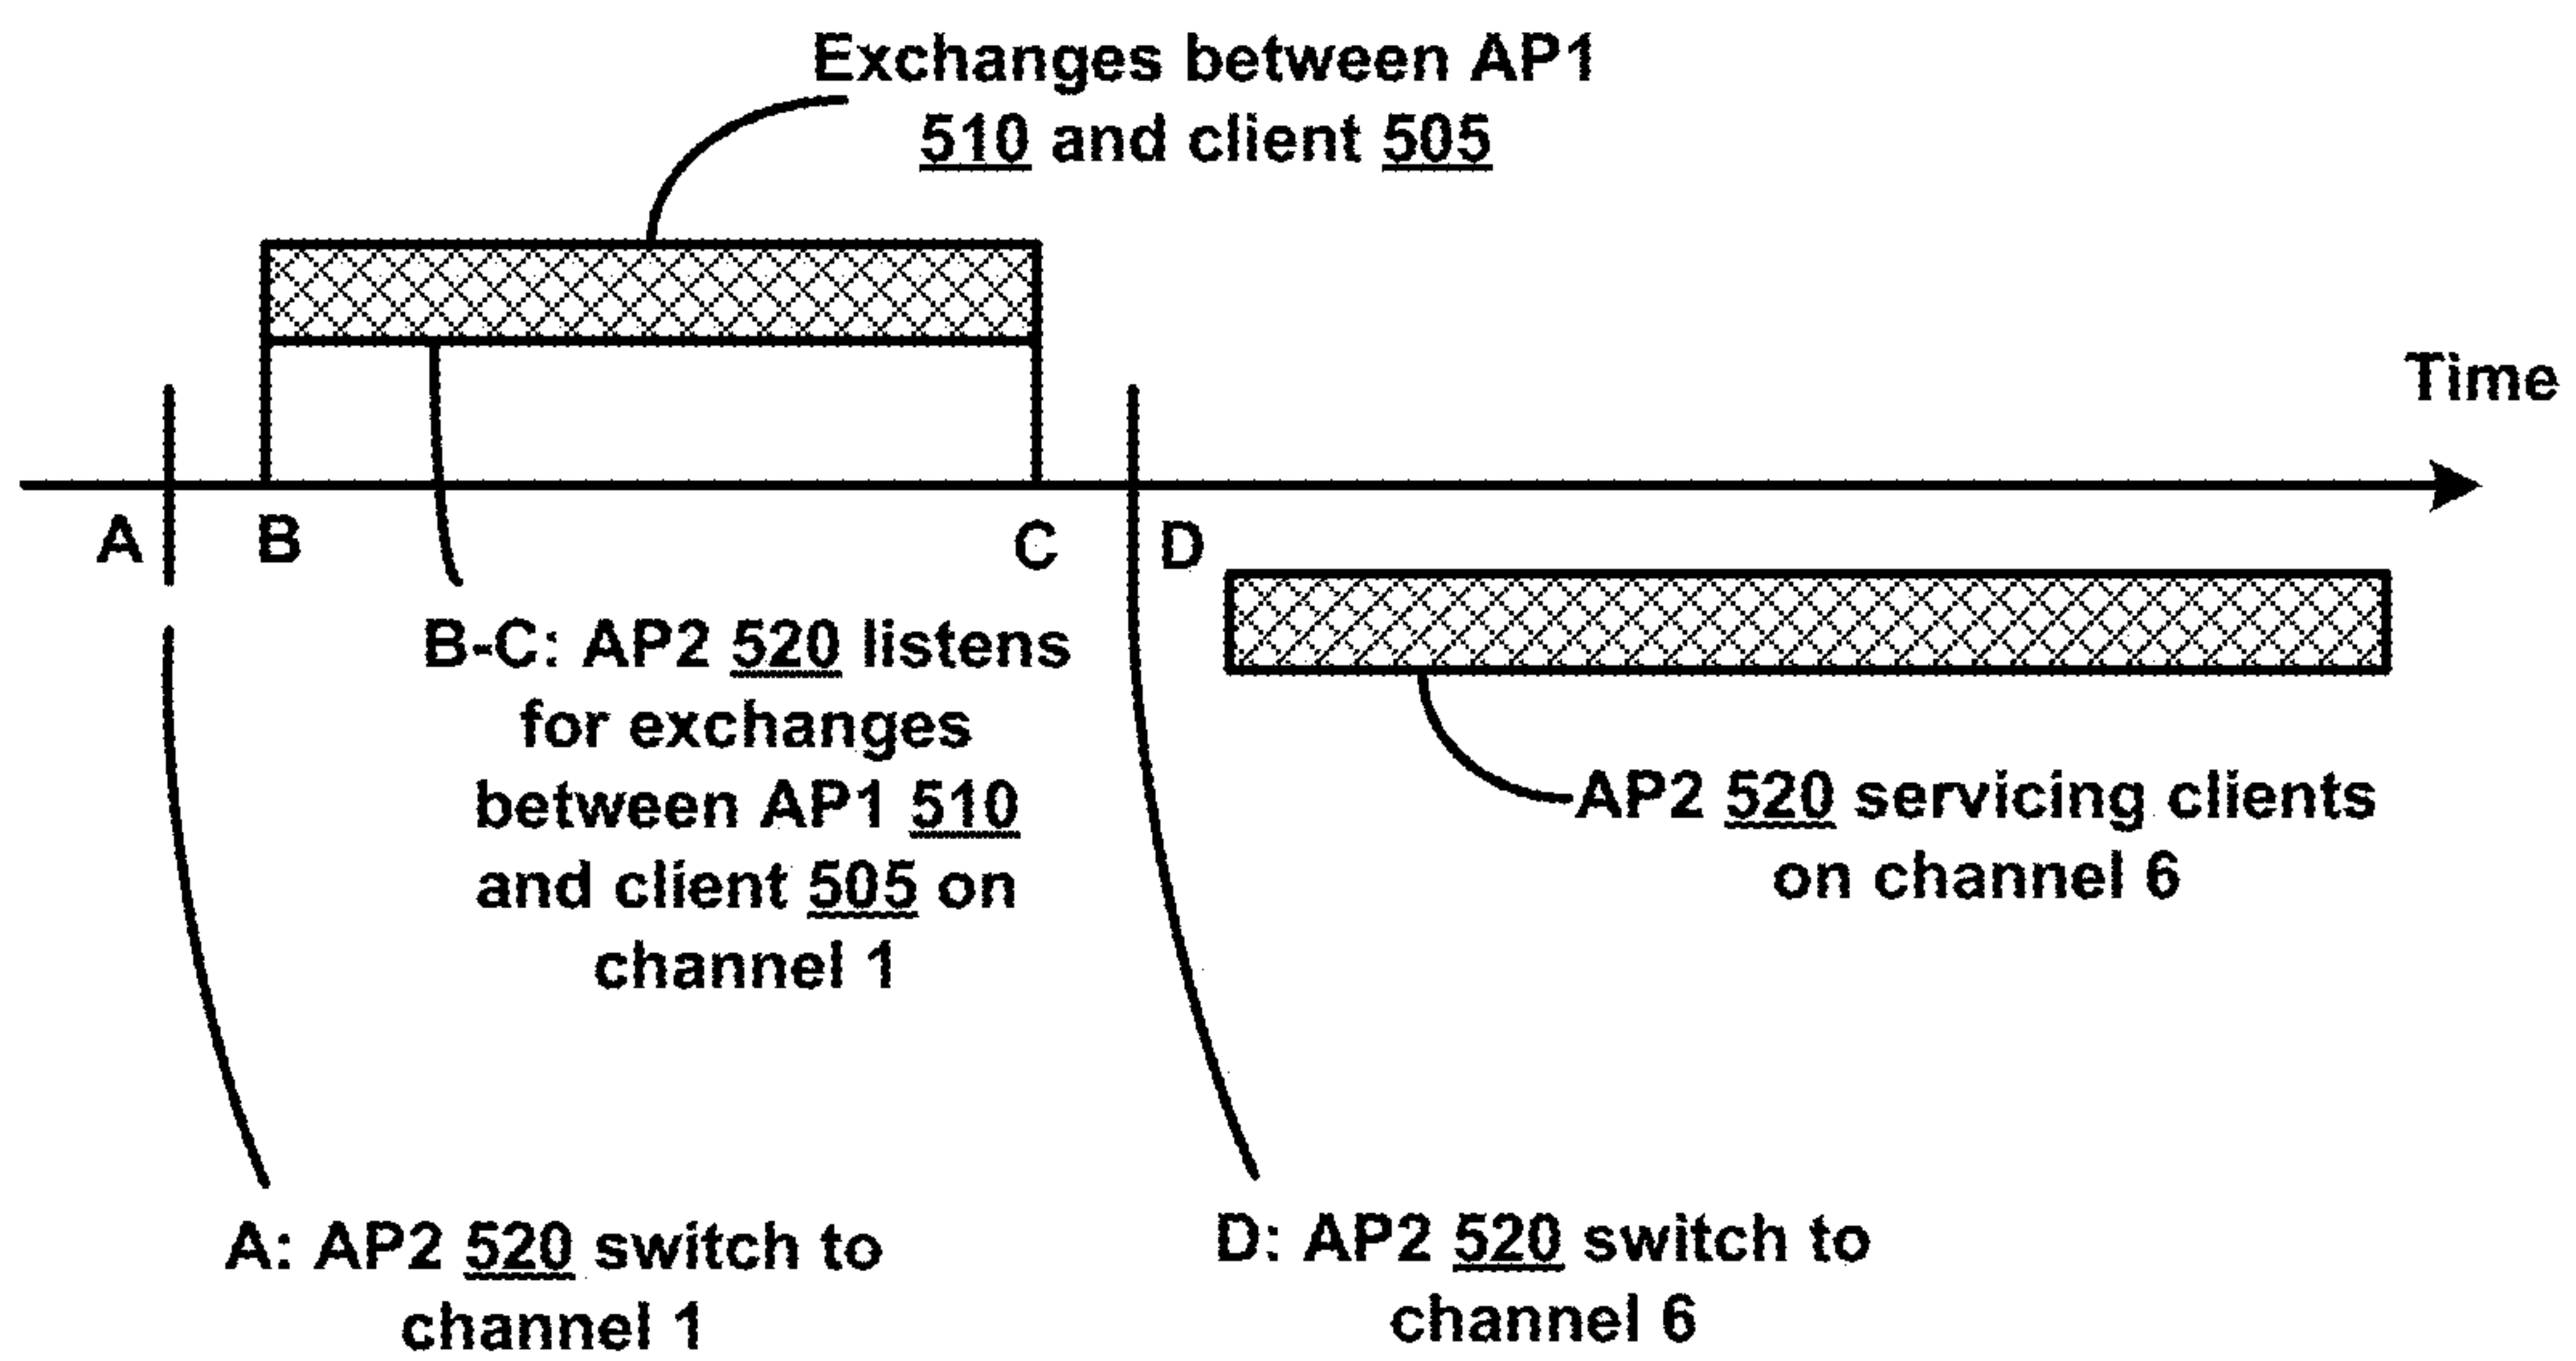 Exchanges between AP1
510 and client 505
Time
A
B
C
D
B-C: AP2 520 listens
for exchanges
between AP1 510
and client 505 on
channel 1
AP2 520 servicing clients
on channel 6
A: AP2 520 switch to
channel 1
D: AP2 520 switch to
channel 6